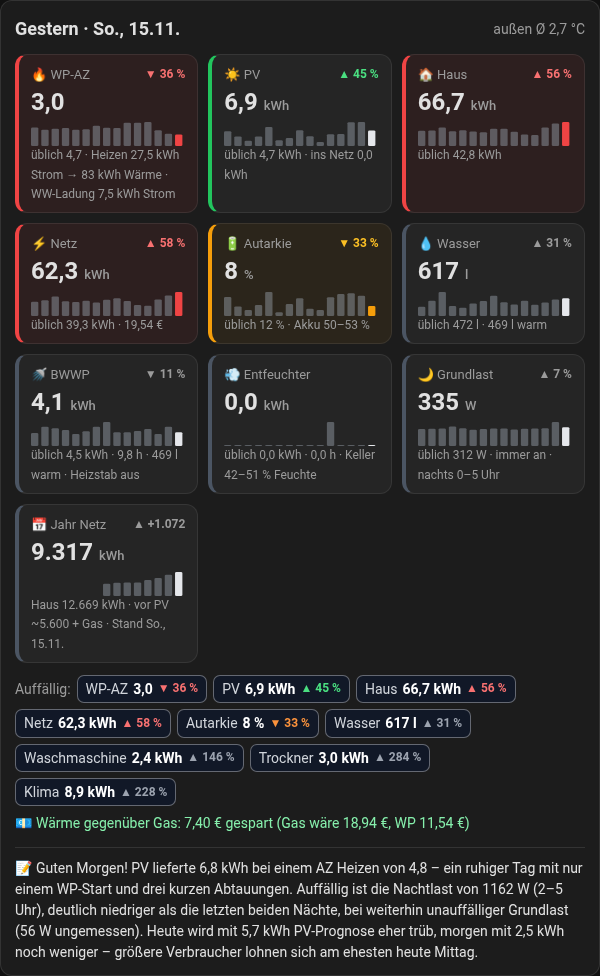 Gestern · So., 15.11.
außen Ø 2,7 °C
🔥 WP-AZ ▼ 36 %
3,0
üblich 4,7 · Heizen 27,5 kWh
Strom → 83 kWh Wärme ·
WW-Ladung 7,5 kWh Strom
☀️ PV ▲ 45 %
6,9 kWh
üblich 4,7 kWh · ins Netz 0,0
kWh
🏠 Haus ▲ 56 %
66,7 kWh
üblich 42,8 kWh
⚡ Netz ▲ 58 %
62,3 kWh
üblich 39,3 kWh · 19,54 €
🔋 Autarkie ▼ 33 %
8 %
üblich 12 % · Akku 50–53 %
💧 Wasser ▲ 31 %
617 l
üblich 472 l · 469 l warm
🚿 BWWP ▼ 11 %
4,1 kWh
üblich 4,5 kWh · 9,8 h · 469 l
warm · Heizstab aus
💨 Entfeuchter
0,0 kWh
üblich 0,0 kWh · 0,0 h · Keller
42–51 % Feuchte
🌙 Grundlast ▲ 7 %
335 W
üblich 312 W · immer an ·
nachts 0–5 Uhr
📅 Jahr Netz ▲ +1.072
9.317 kWh
Haus 12.669 kWh · vor PV
~5.600 + Gas · Stand So.,
15.11.
Auffällig: WP-AZ 3,0 ▼ 36 % PV 6,9 kWh ▲ 45 % Haus 66,7 kWh ▲ 56 %
Netz 62,3 kWh ▲ 58 % Autarkie 8 % ▼ 33 % Wasser 617 l ▲ 31 %
Waschmaschine 2,4 kWh ▲ 146 % Trockner 3,0 kWh ▲ 284 %
Klima 8,9 kWh ▲ 228 %
💶 Wärme gegenüber Gas: 7,40 € gespart (Gas wäre 18,94 €, WP 11,54 €)
📝 Guten Morgen! PV lieferte 6,8 kWh bei einem AZ Heizen von 4,8 – ein ruhiger Tag mit nur
einem WP-Start und drei kurzen Abtauungen. Auffällig ist die Nachtlast von 1162 W (2–5
Uhr), deutlich niedriger als die letzten beiden Nächte, bei weiterhin unauffälliger Grundlast
(56 W ungemessen). Heute wird mit 5,7 kWh PV-Prognose eher trüb, morgen mit 2,5 kWh
noch weniger – größere Verbraucher lohnen sich am ehesten heute Mittag.